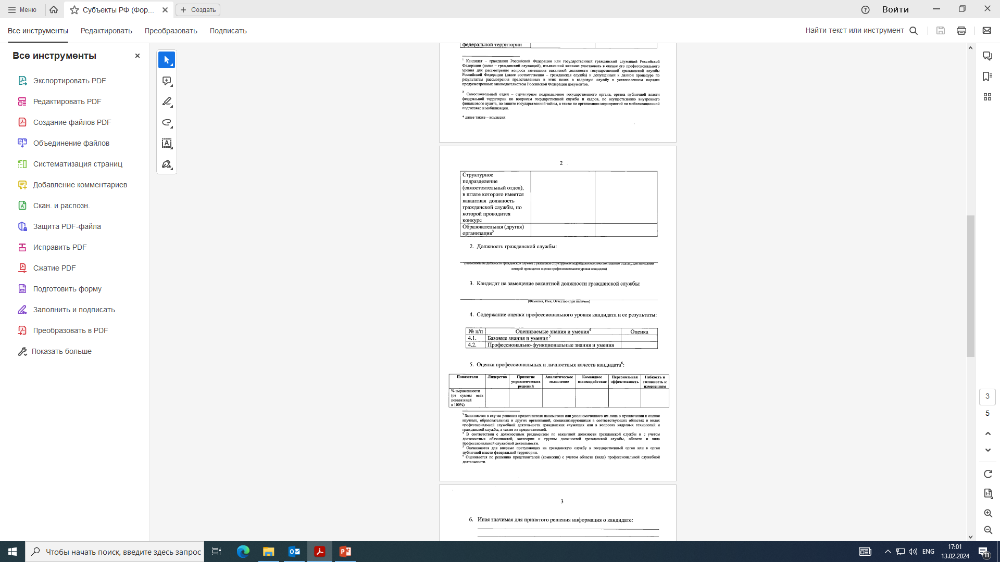 Меню
Субъекты РФ (Фор...
Создать
Войти
Все инструменты
Редактировать
Преобразовать
Подписать
Найти текст или инструмент
Все инструменты
Экспортировать PDF
Редактировать PDF
Создание файлов PDF
Объединение файлов
Систематизация страниц
Добавление комментариев
Скан. и распозн.
Защита PDF-файла
Исправить PDF
Сжатие PDF
Подготовить форму
Заполнить и подписать
Преобразовать в PDF
Показать больше
федеральной территории
1 Кандидат – гражданин Российской Федерации или государственный гражданский служащий Российской
Федерации (далее – гражданский служащий), изъявивший желание участвовать в оценке его профессионального
уровня для рассмотрения вопроса замещения вакантной должности государственной гражданской службы
Российской Федерации (далее соответственно – гражданская служба) и допущенный к данной процедуре по
результатам рассмотрения представленных в этих целях в кадровую службу в установленном порядке
предусмотренных законодательством Российской Федерации документов.
2 Самостоятельный отдел – структурное подразделение государственного органа, органа публичной власти
федеральной территории по вопросам государственной службы и кадров, по осуществлению внутреннего
финансового аудита, по защите государственной тайны, а также по организации мероприятий по мобилизационной
подготовке и мобилизации.
* далее также – комиссия
2
Структурное
подразделение
(самостоятельный отдел),
в штате которого имеется
вакантная должность
гражданской службы, по
которой проводится
конкурс
Образовательная (другая)
организация3
2. Должность гражданской службы:
(наименование должности гражданской службы с указанием структурного подразделения (самостоятельного отдела), для замещения
которой проводится оценка профессионального уровня кандидата)
3. Кандидат на замещение вакантной должности гражданской службы:
(Фамилия, Имя, Отчество (при наличии)
4. Содержание оценки профессионального уровня кандидата и ее результаты:
№ п/п Оцениваемые знания и умения4 Оценка
4.1. Базовые знания и умения5
4.2. Профессионально-функциональные знания и умения
5. Оценка профессиональных и личностных качеств кандидата6:
Показатели Лидерство Принятие Аналитическое Командное Персональная Гибкость и
управленческих мышление взаимодействие эффективность готовность к
решений изменениям
% выраженности
(от суммы всех
показателей
в 100%)
3 Заполняется в случае решения представителя нанимателя или уполномоченного им лица о привлечении к оценке
научных, образовательных и других организаций, специализирующихся в соответствующих областях и видах
профессиональной служебной деятельности гражданских служащих или в вопросах кадровых технологий и
гражданской службы, а также их представителей.
4 В соответствии с должностным регламентом по вакантной должности гражданской службы и с учетом
должностных обязанностей, категории и группы должностей гражданской службы, области и вида
профессиональной служебной деятельности.
5 Оцениваются для впервые поступающих на гражданскую службу в государственный орган или в орган
публичной власти федеральной территории.
6 Оценивается по решению представителей (комиссии) с учетом области (вида) профессиональной служебной
деятельности.
3
6. Иная значимая для принятого решения информация о кандидате:
3
5
Чтобы начать поиск, введите здесь запрос
ENG
17:01
13.02.2024
11